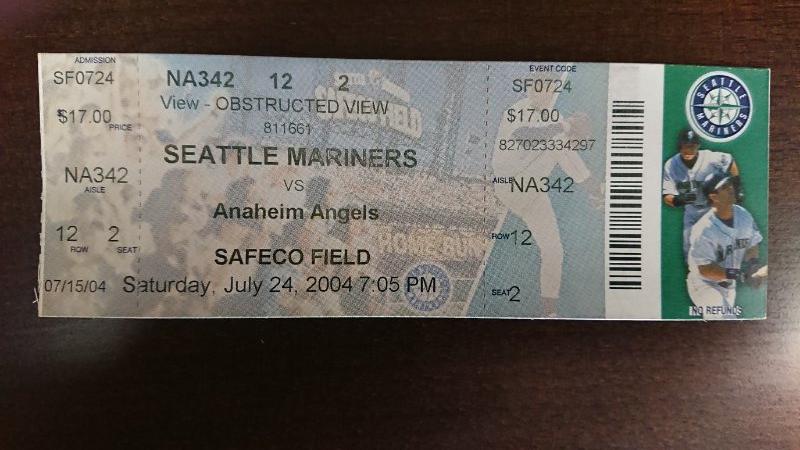 ADMISSION
SF0724
$17.00
PRICE
NA342
AISLE
12 2
ROW SEAT
07/15/04
NA342 12 2
View - OBSTRUCTED VIEW
811661
SEATTLE MARINERS
VS
Anaheim Angels
SAFECO FIELD
Saturday, July 24, 2004 7:05 PM
EVENT CODE
SF0724
$17.00
827023334297
AISLE NA342
ROW 12
SEAT 2
SEATTLE
MARINERS
NO REFUNDS